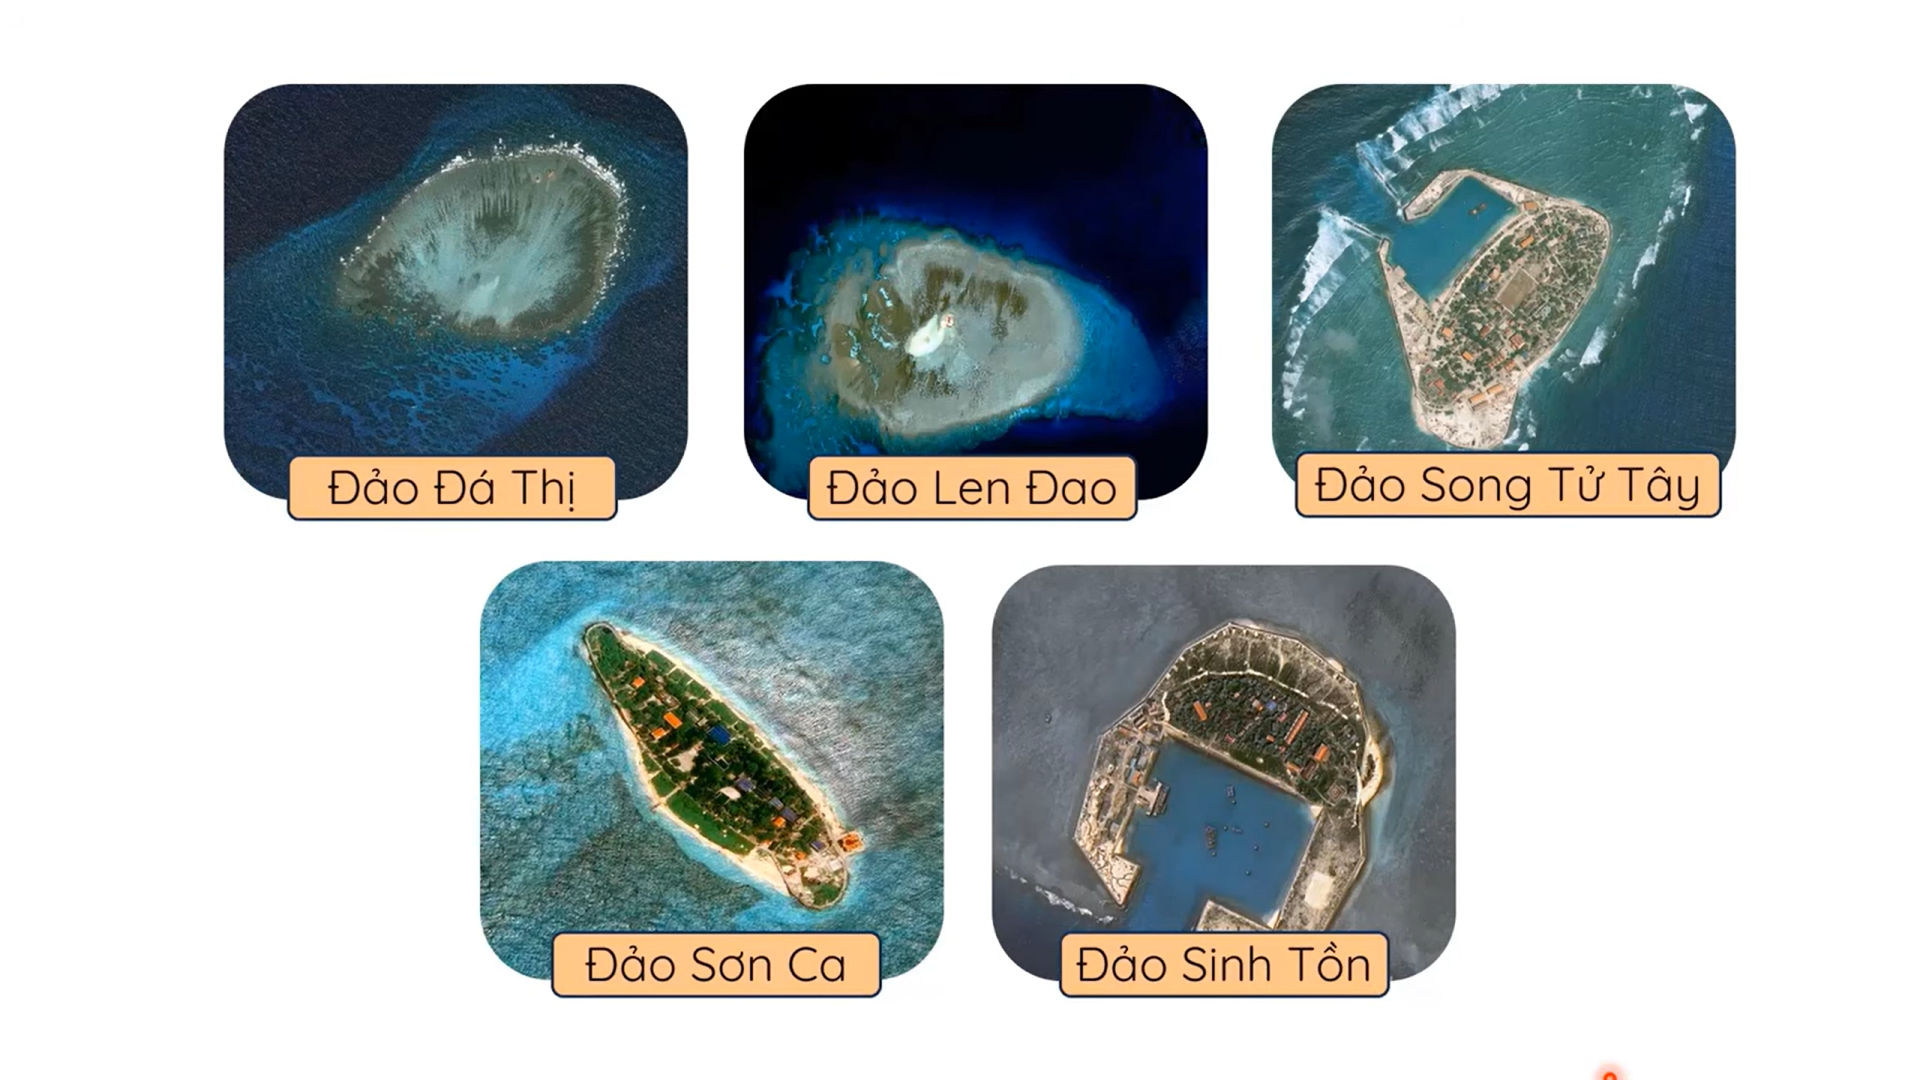 Đảo Đá Thị
Đảo Len Đao
Đảo Song Tử Tây
Đảo Sơn Ca
Đảo Sinh Tồn